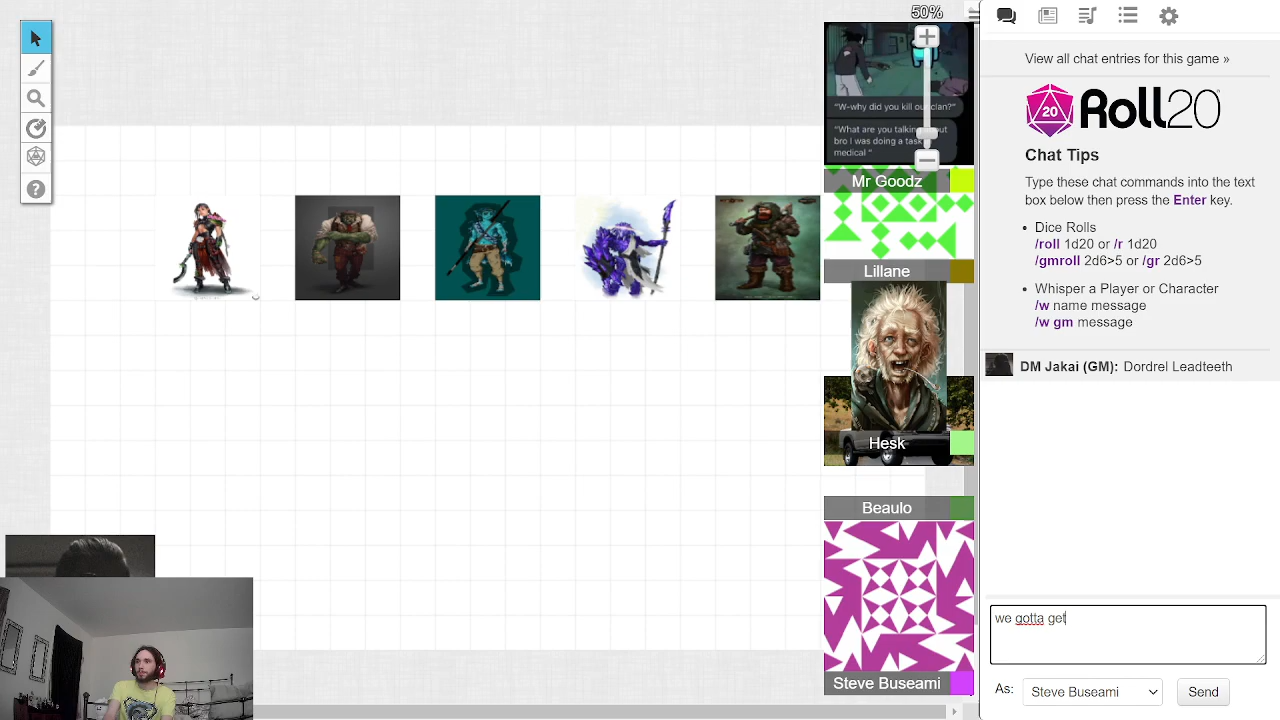 50%
"W-why did you kill our clan?"
"What are you talking about
bro I was doing a task
medical "
Mr Goodz
Lillane
Hesk
Beaulo
Steve Buseami
View all chat entries for this game »
20
Roll20
Chat Tips
Type these chat commands into the text
box below then press the Enter key.
• Dice Rolls
/roll 1d20 or /r 1d20
/gmroll 2d6>5 or /gr 2d6>5
• Whisper a Player or Character
/w name message
/w gm message
DM Jakai (GM): Dordrel Leadteeth
we gotta get
As: Steve Buseami Send